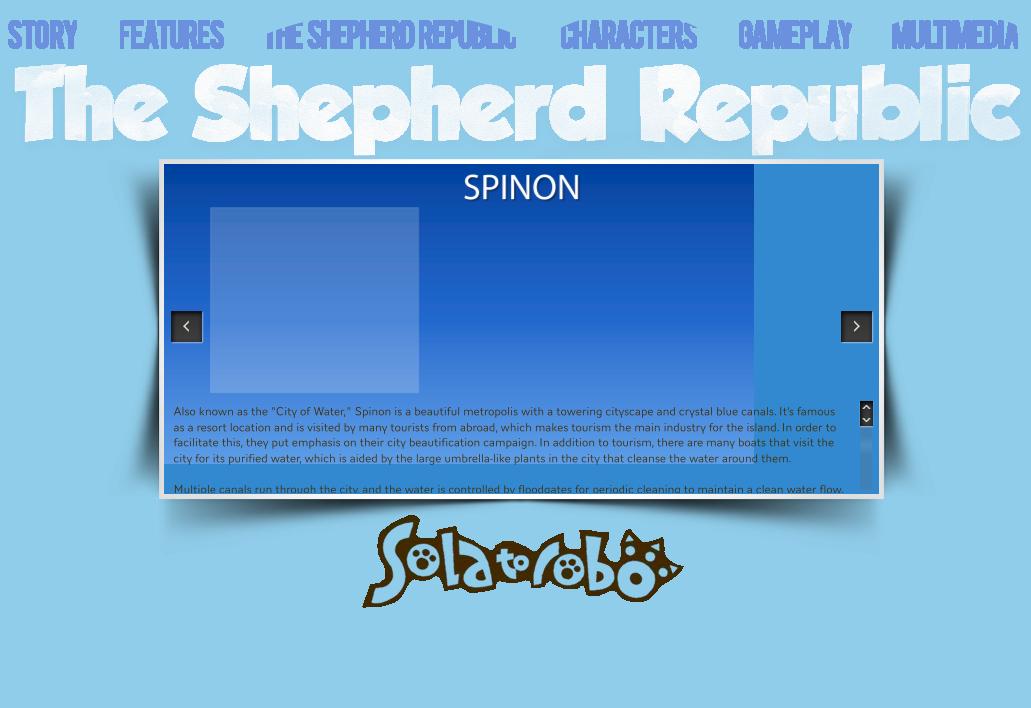 STORY FEATURES THE SHEPHERD REPUBLIC CHARACTERS GAMEPLAY MULTIMEDIA
The Shepherd Republic
SPINON
Also known as the "City of Water," Spinon is a beautiful metropolis with a towering cityscape and crystal blue canals. It's famous
as a resort location and is visited by many tourists from abroad, which makes tourism the main industry for the island. In order to
facilitate this, they put emphasis on their city beautification campaign. In addition to tourism, there are many boats that visit the
city for its purified water, which is aided by the large umbrella-like plants in the city that cleanse the water around them.
Multiple canals run through the city and the water is controlled by floodgates for periodic cleaning to maintain a clean water flow.
Solatorobo